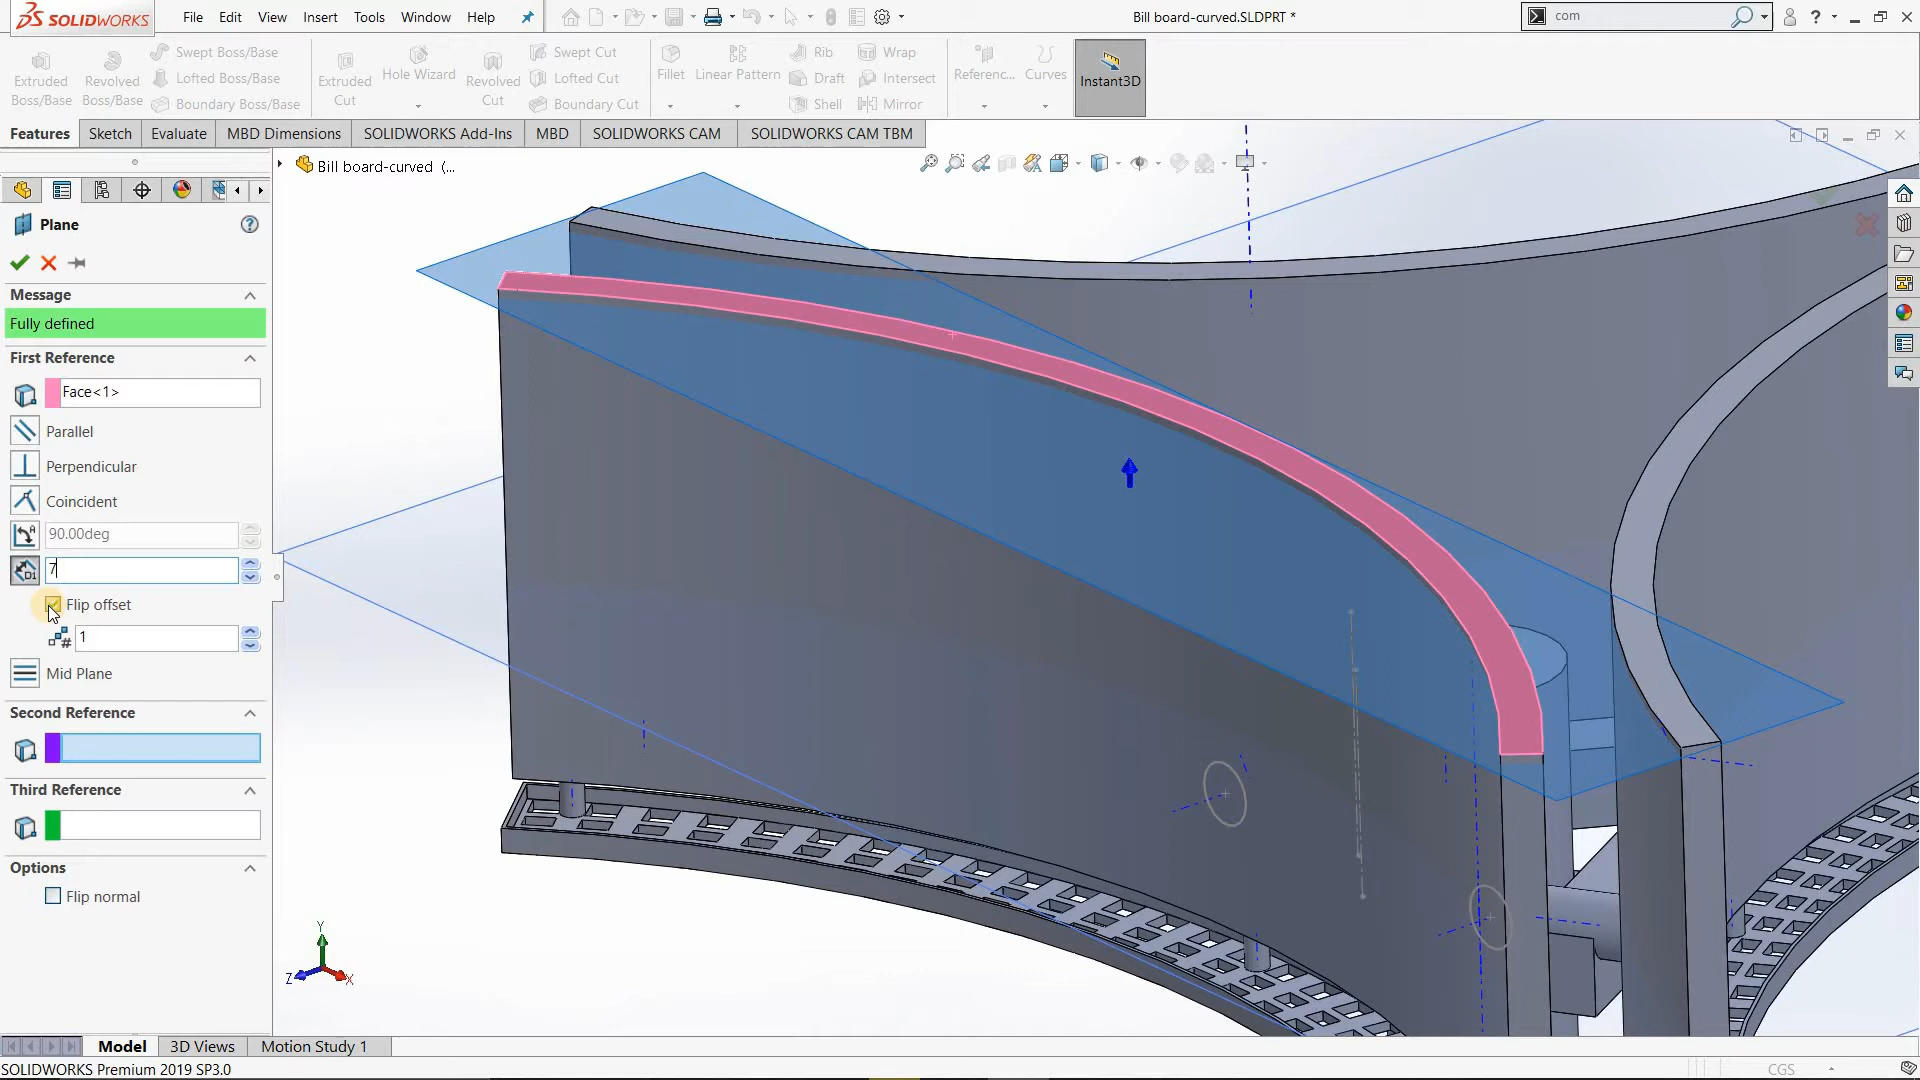 SOLIDWORKS
File Edit View Insert Tools Window Help
Bill board-curved.SLDPRT *
com
Extruded Boss/Base
Revolved Boss/Base
Swept Boss/Base
Lofted Boss/Base
Boundary Boss/Base
Extruded Cut
Hole Wizard
Revolved Cut
Swept Cut
Lofted Cut
Boundary Cut
Fillet
Linear Pattern
Rib
Draft
Shell
Wrap
Intersect
Mirror
Referenc...
Curves
Instant3D
Features Sketch Evaluate MBD Dimensions SOLIDWORKS Add-Ins MBD SOLIDWORKS CAM SOLIDWORKS CAM TBM
Bill board-curved (...
Plane
Message
Fully defined
First Reference
Face<1>
Parallel
Perpendicular
Coincident
90.00deg
7
Flip offset
1
Mid Plane
Second Reference
Third Reference
Options
Flip normal
Y
Z
X
Model 3D Views Motion Study 1
SOLIDWORKS Premium 2019 SP3.0
CGS